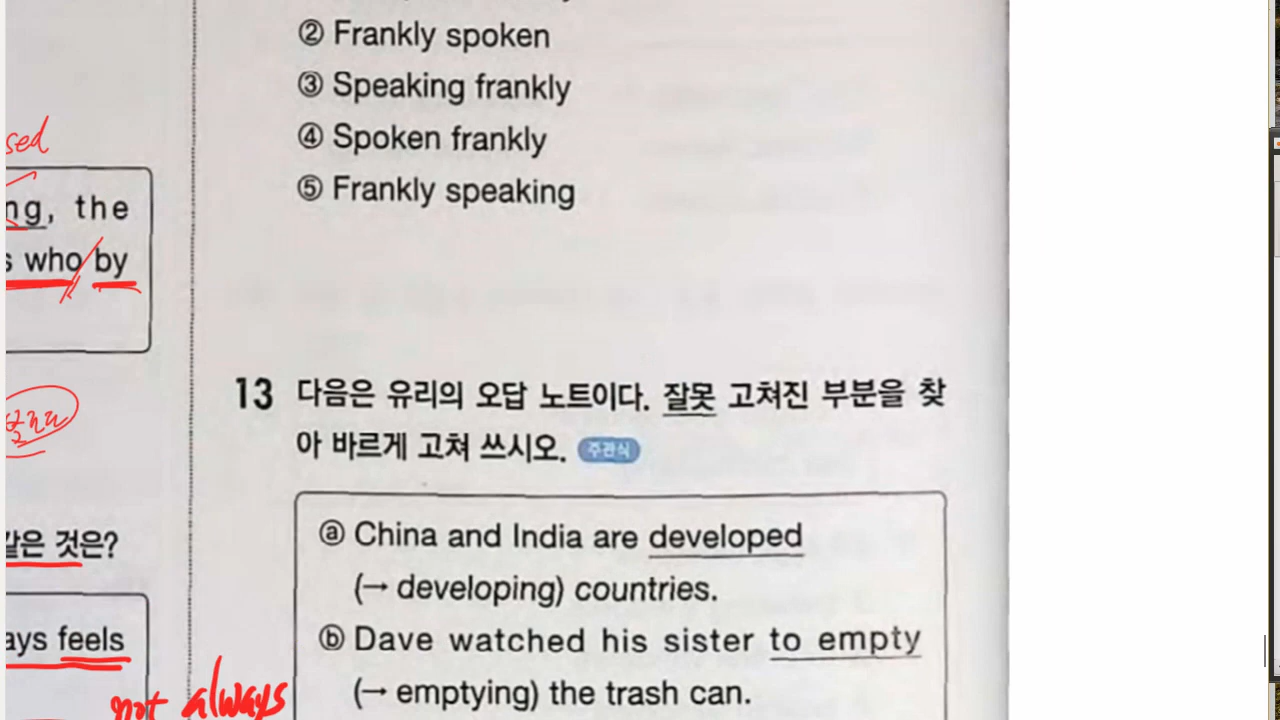 ② Frankly spoken
③ Speaking frankly
④ Spoken frankly
⑤ Frankly speaking
sed
ng, the
s who by
같은 것은?
ays feels
not always
13 다음은 유리의 오답 노트이다. 잘못 고쳐진 부분을 찾
아 바르게 고쳐 쓰시오. 주관식
ⓐ China and India are developed
(→ developing) countries.
ⓑ Dave watched his sister to empty
(→ emptying) the trash can.